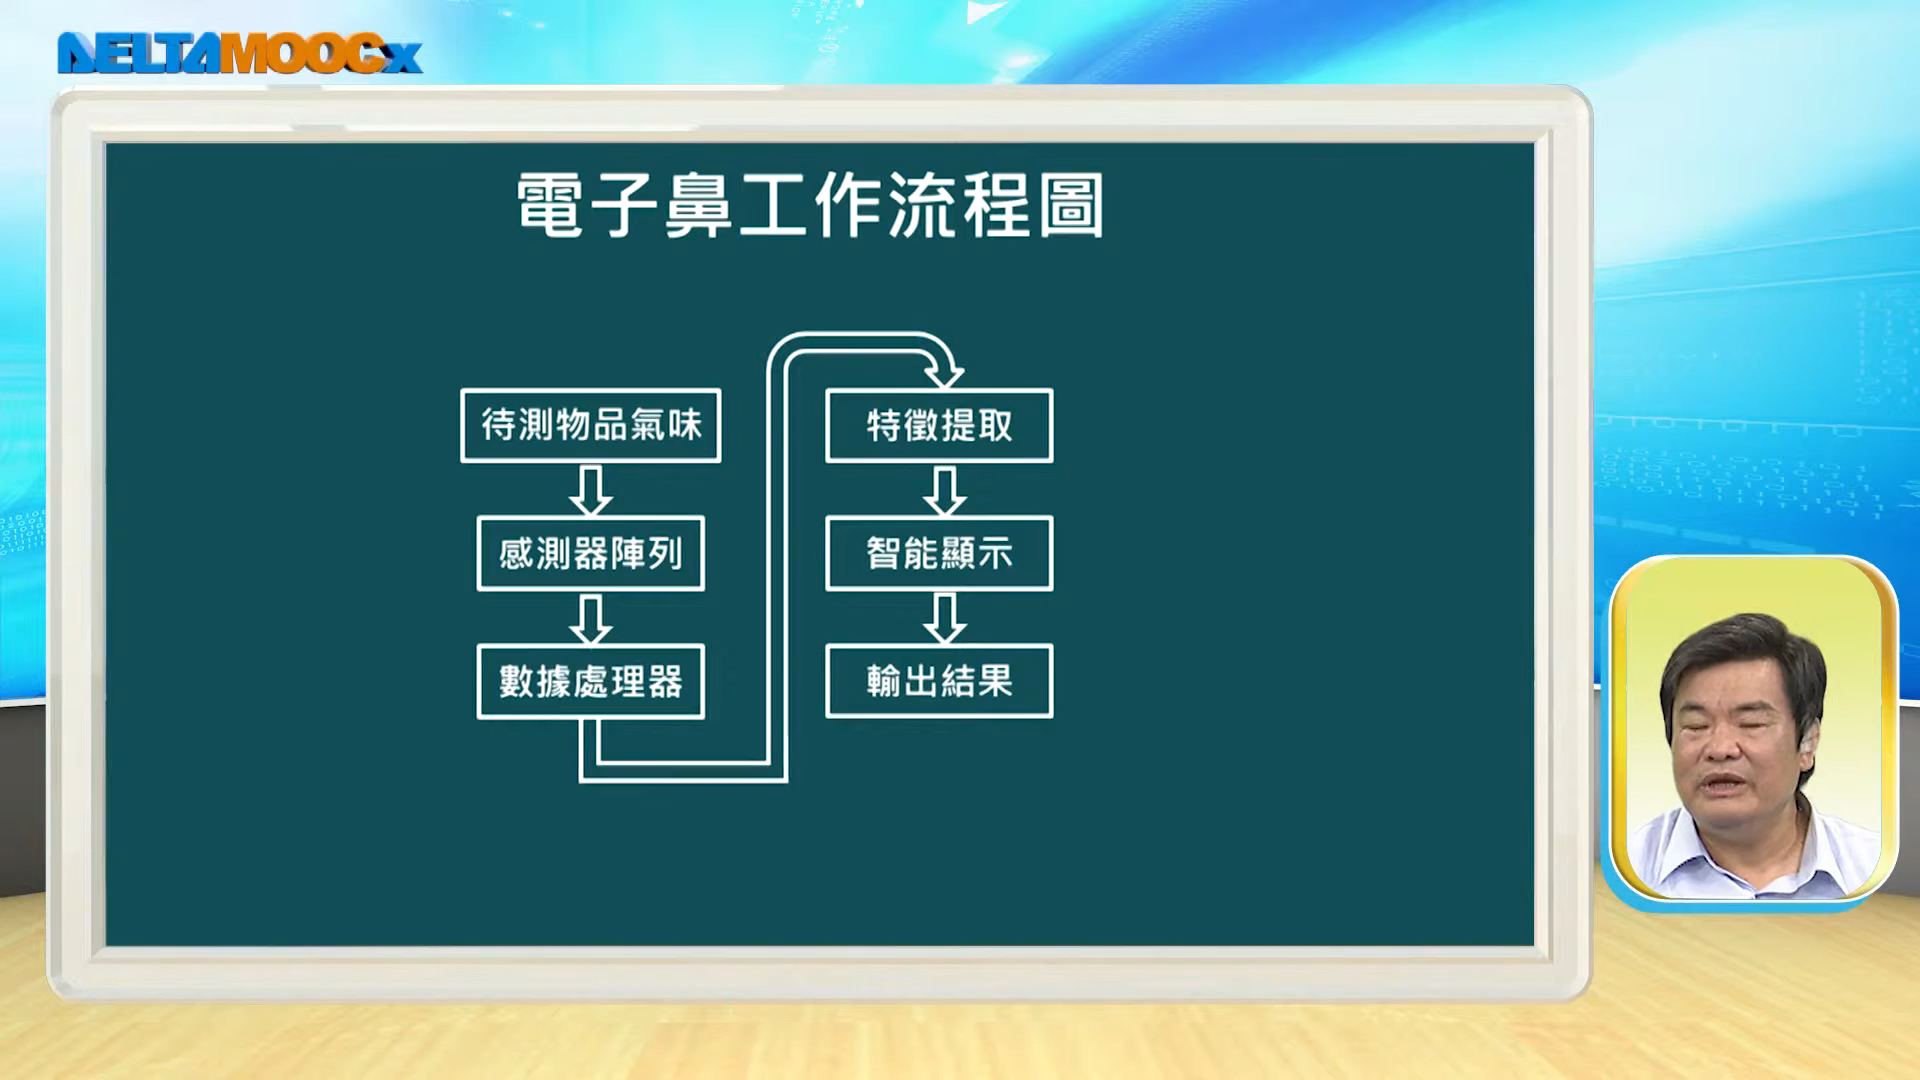 DELTAMOOCx
電子鼻工作流程圖
待測物品氣味
感測器陣列
數據處理器
特徵提取
智能顯示
輸出結果